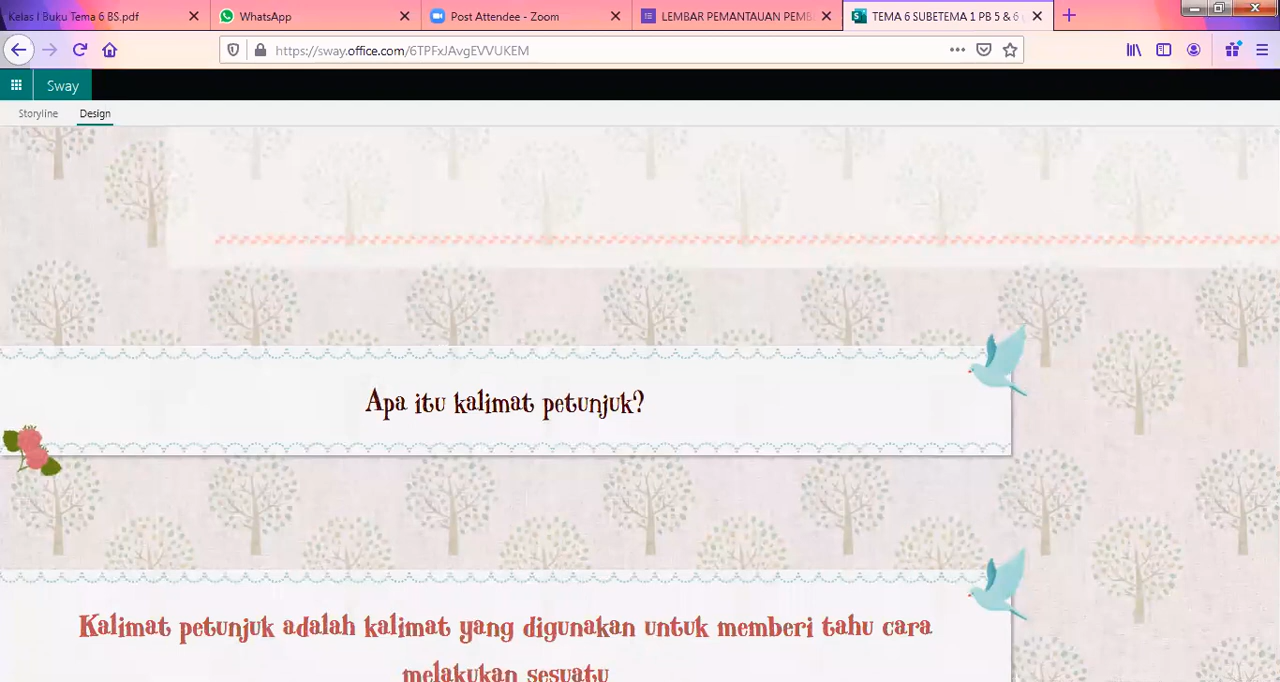 Kelas I Buku Tema 6 BS.pdf
WhatsApp
Post Attendee - Zoom
LEMBAR PEMANTAUAN PEMB
TEMA 6 SUBETEMA 1 PB 5 & 6
https://sway.office.com/6TPFxJAvgEVVUKEM
Sway
Storyline
Design
Apa itu kalimat petunjuk?
Kalimat petunjuk adalah kalimat yang digunakan untuk memberi tahu cara
melakukan sesuatu